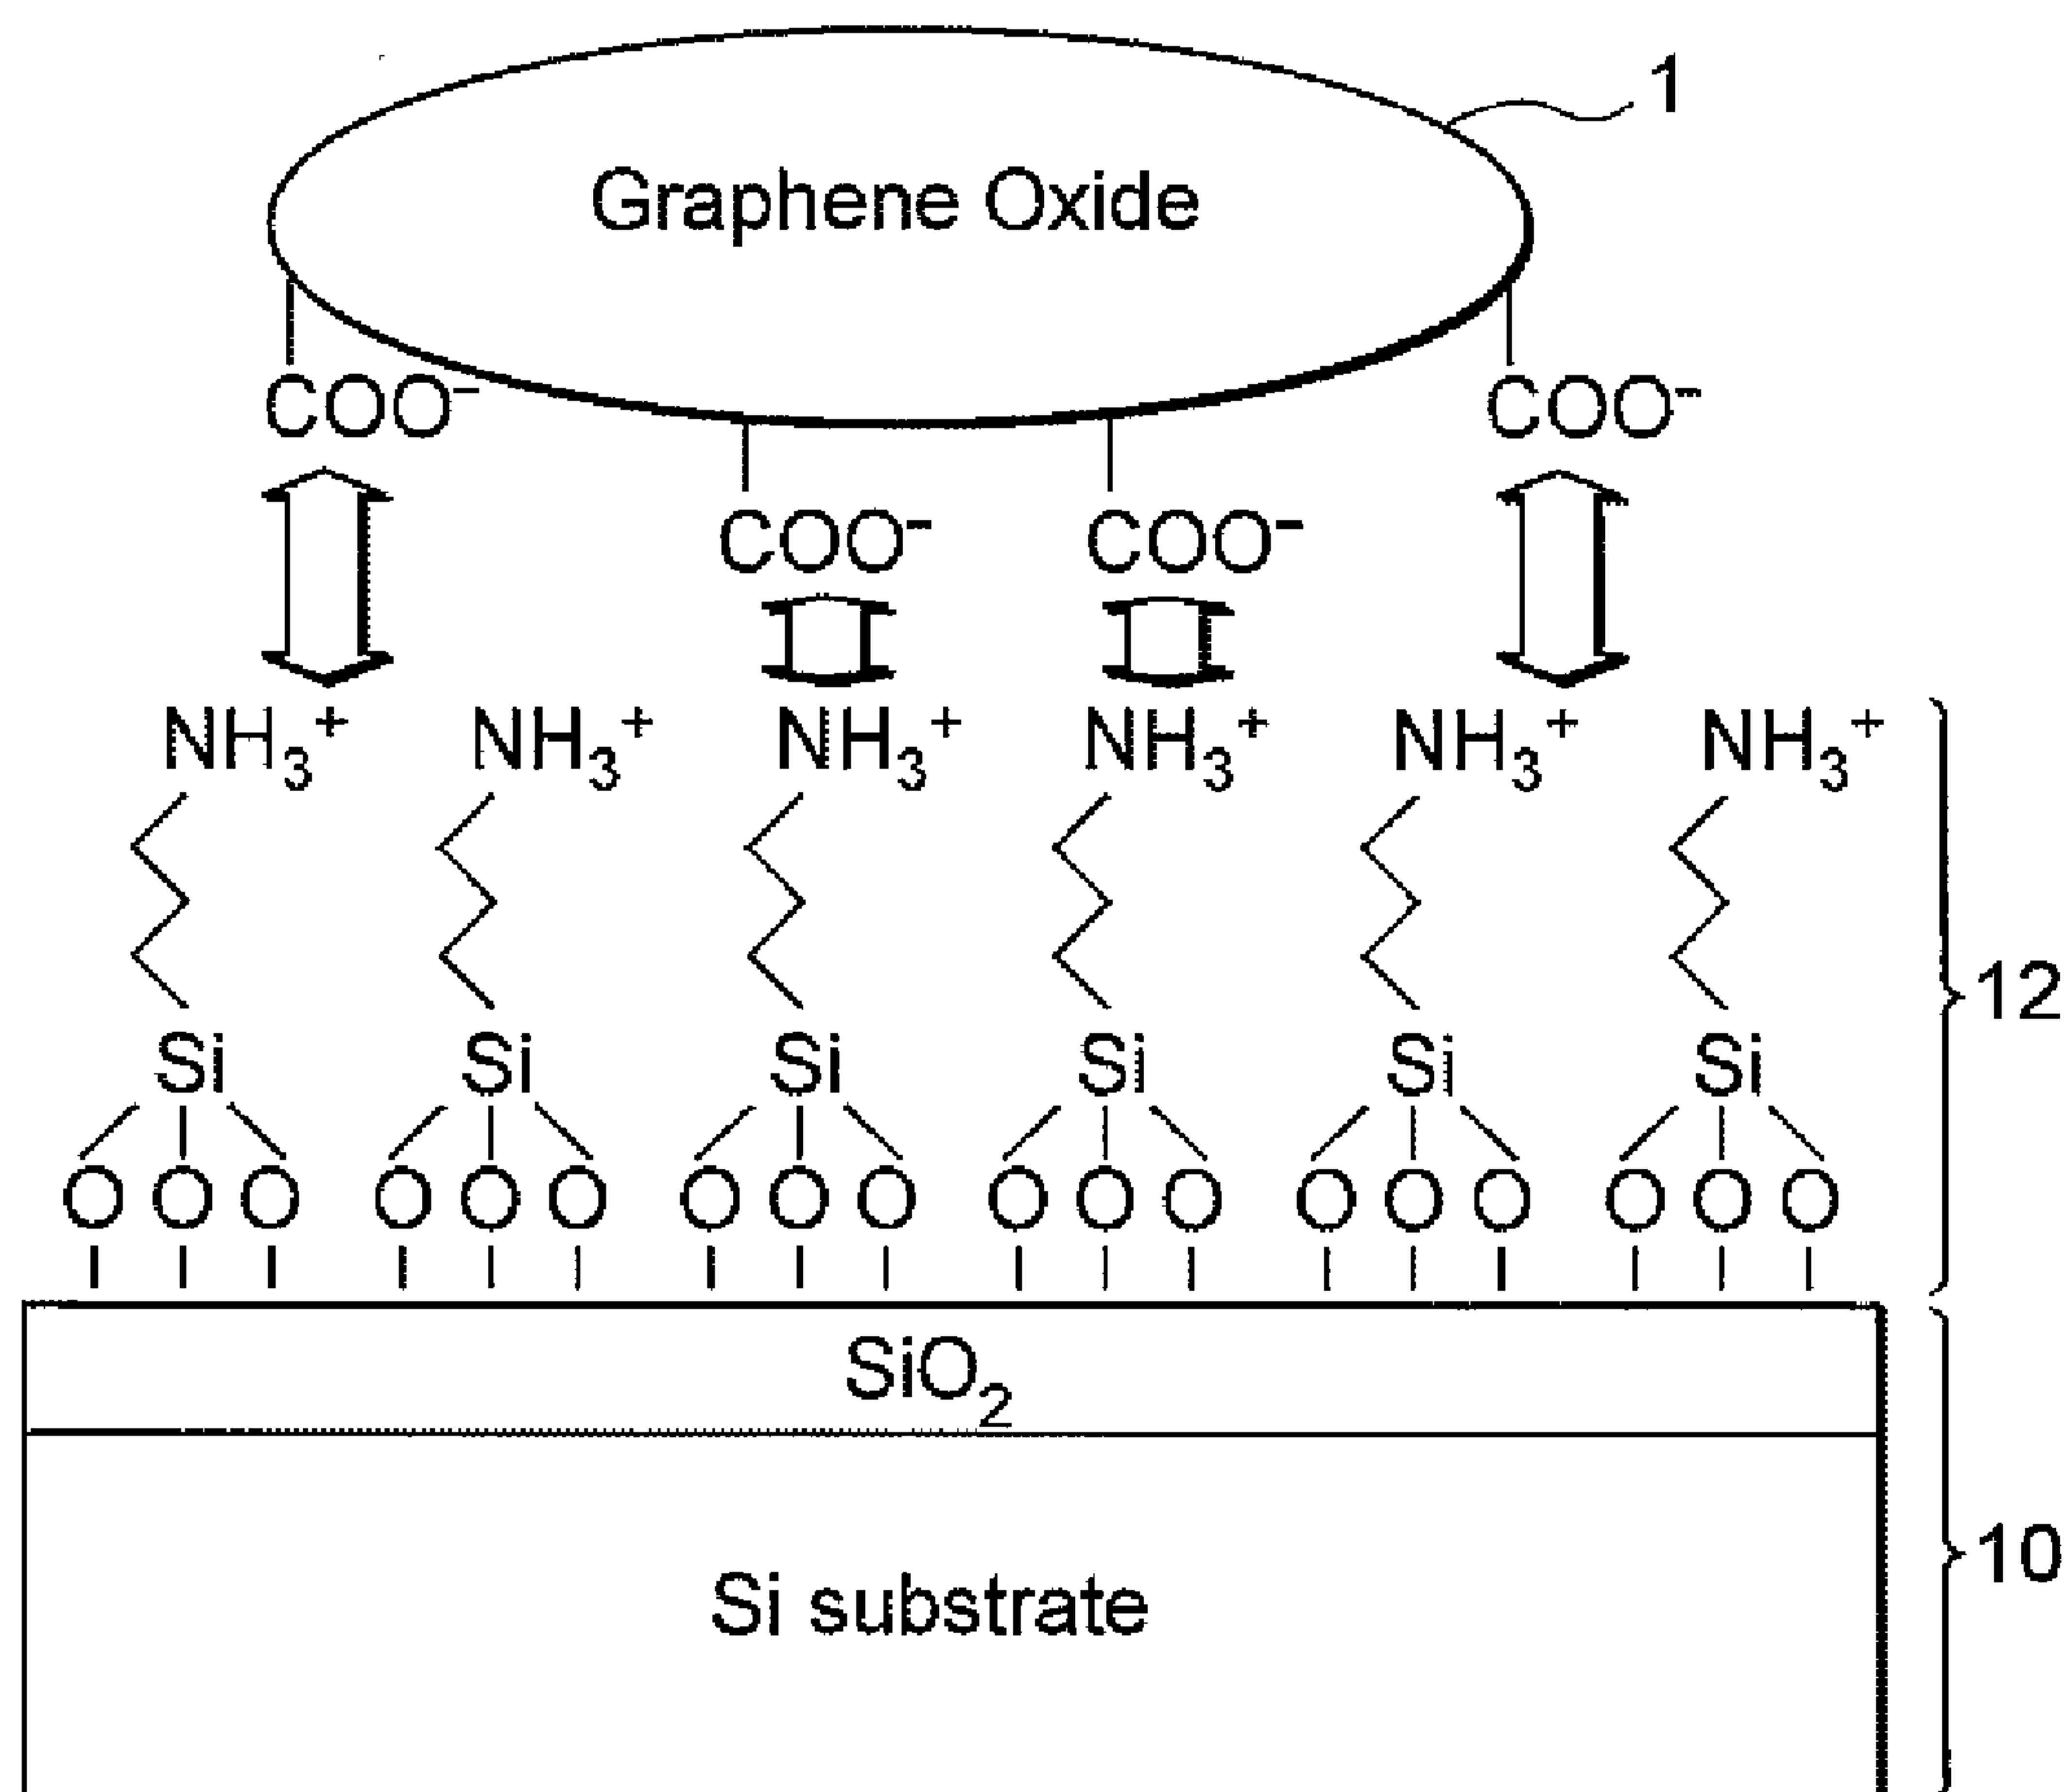 1
Graphene Oxide
COO⁻ COO⁻
COO⁻ COO⁻
NH₃⁺ NH₃⁺ NH₃⁺ NH₃⁺ NH₃⁺ NH₃⁺
12
Si Si Si Si Si Si
O O O O O O O O O O O O O O O O O O
SiO₂
10
Si substrate